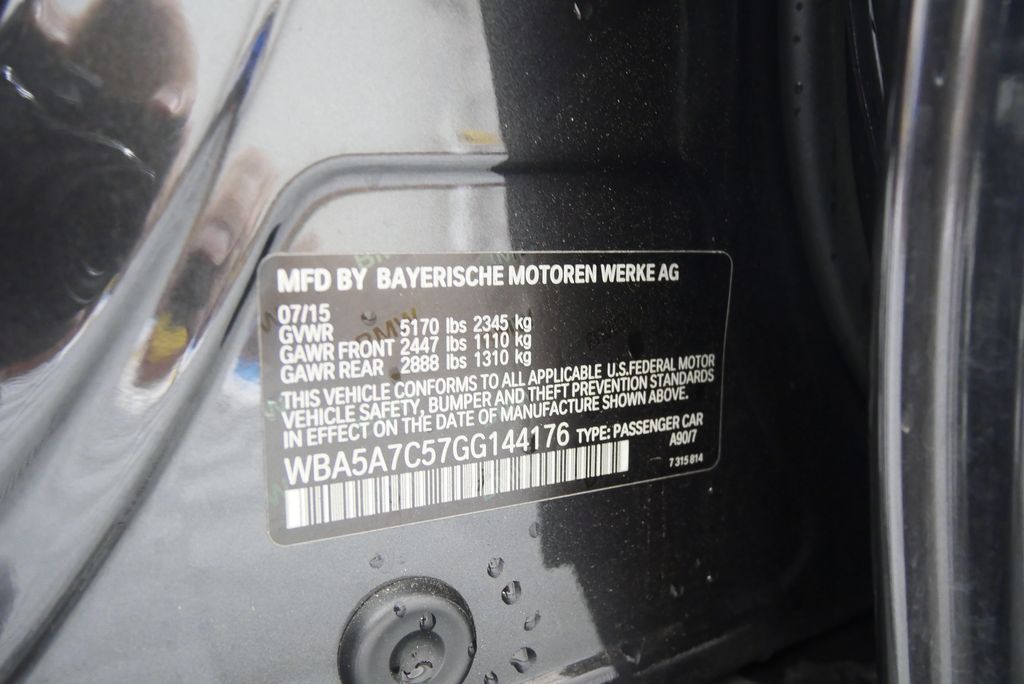 MFD BY BAYERISCHE MOTOREN WERKE AG
07/15
GVWR 5170 lbs 2345 kg
GAWR FRONT 2447 lbs 1110 kg
GAWR REAR 2888 lbs 1310 kg
THIS VEHICLE CONFORMS TO ALL APPLICABLE U.S.FEDERAL MOTOR
VEHICLE SAFETY, BUMPER AND THEFT PREVENTION STANDARDS
IN EFFECT ON THE DATE OF MANUFACTURE SHOWN ABOVE.
WBA5A7C57GG144176 TYPE: PASSENGER CAR
A90/7
7 315 814
BMW